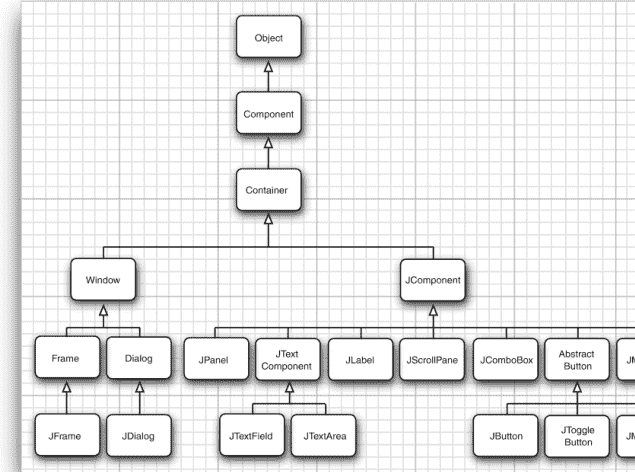 Object
Component
Container
Window
JComponent
Frame
Dialog
JPanel
JText
Component
JLabel
JScrollPane
JComboBox
Abstract
Button
JFrame
JDialog
JTextField
JTextArea
JButton
JToggle
Button